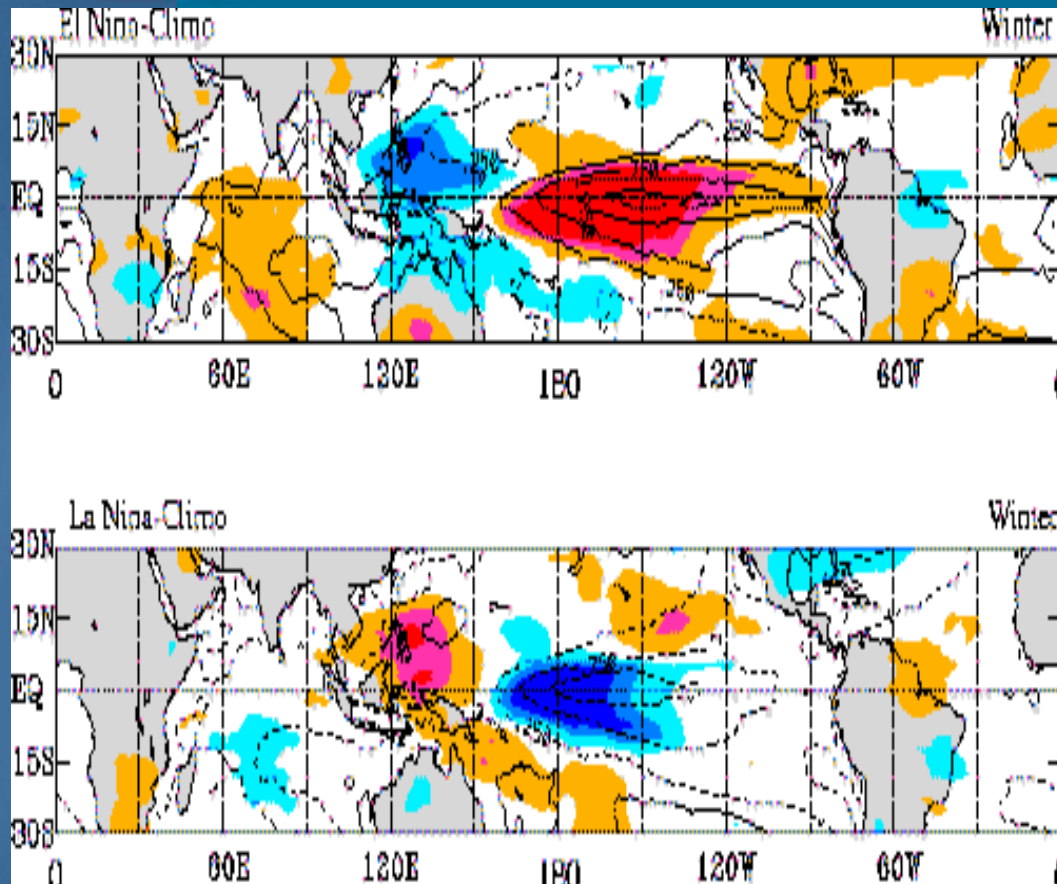 El Nino-Climo Winter
30N
15N
EQ
15S
30S
0 60E 120E 180 120W 60W
La Nina-Climo Winter
30N
15N
EQ
15S
30S
0 60E 120E 180 120W 60W